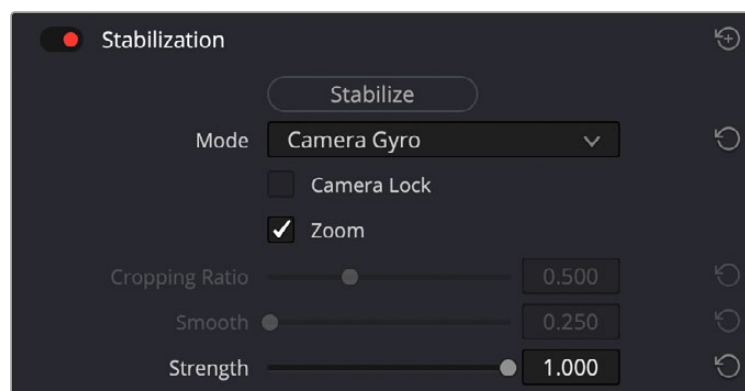 Stabilization
Stabilize
Mode Camera Gyro
Camera Lock
Zoom
Cropping Ratio 0.500
Smooth 0.250
Strength 1.000